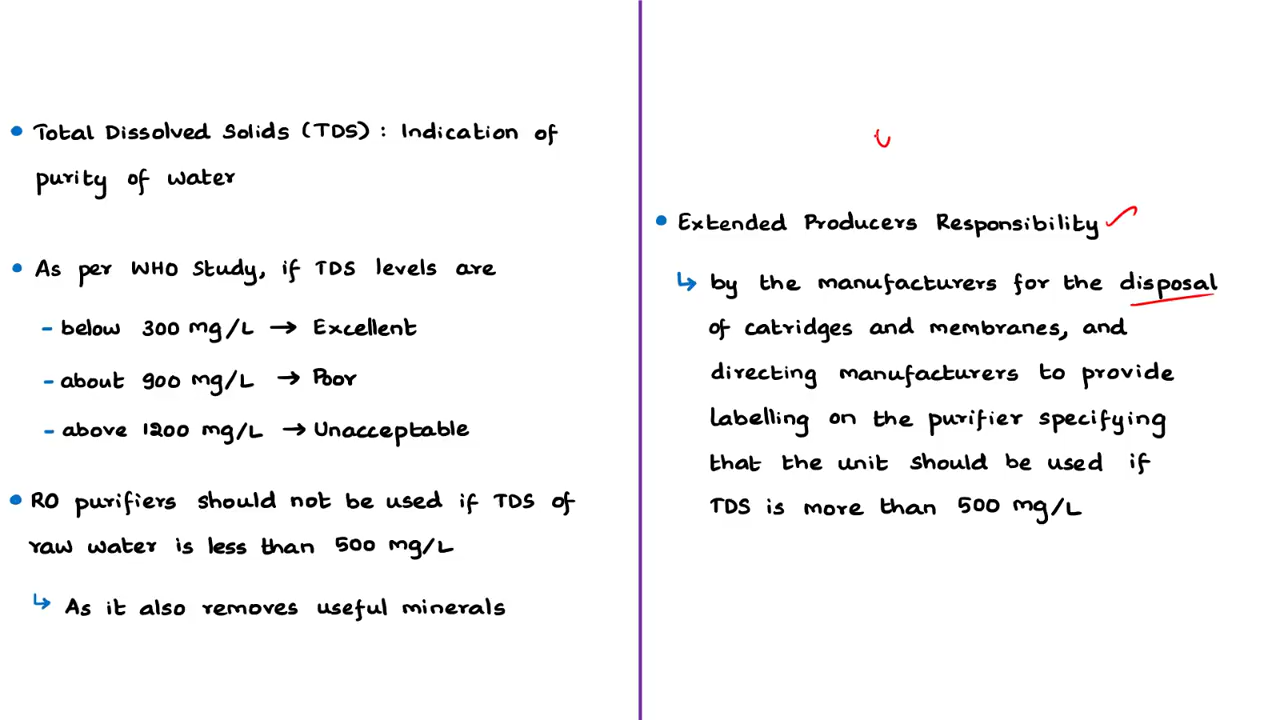 Total Dissolved Solids (TDS) : Indication of
purity of water
As per WHO study, if TDS levels are
- below 300 mg/L → Excellent
- about 900 mg/L → Poor
- above 1200 mg/L → Unacceptable
RO purifiers should not be used if TDS of
raw water is less than 500 mg/L
↳ As it also removes useful minerals
Extended Producers Responsibility ✓
↳ by the manufacturers for the disposal
of catridges and membranes, and
directing manufacturers to provide
labelling on the purifier specifying
that the unit should be used if
TDS is more than 500 mg/L